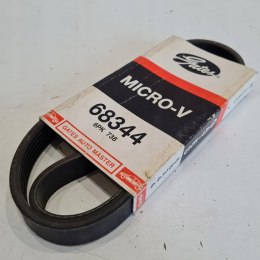 Gates
MICRO-V
68344
6PK 738
GATES AUTO MASTER